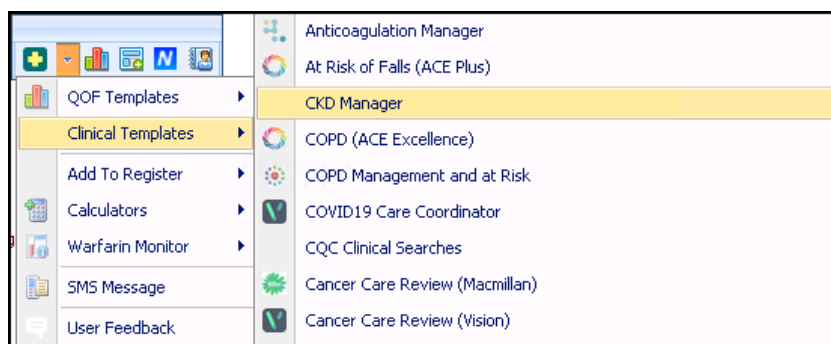 QOF Templates
Clinical Templates
Add To Register
Calculators
Warfarin Monitor
SMS Message
User Feedback
Anticoagulation Manager
At Risk of Falls (ACE Plus)
CKD Manager
COPD (ACE Excellence)
COPD Management and at Risk
COVID19 Care Coordinator
CQC Clinical Searches
Cancer Care Review (Macmillan)
Cancer Care Review (Vision)